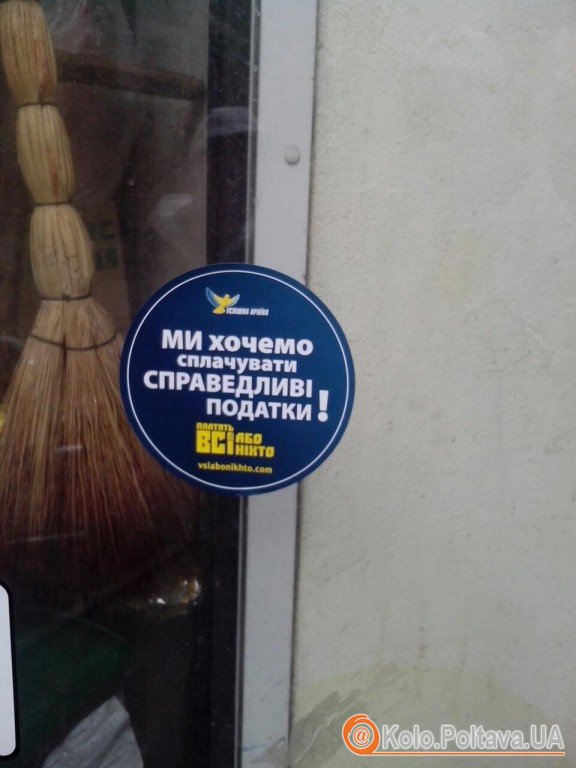 УСПІШНА КРАЇНА
МИ хочемо
сплачувати
СПРАВЕДЛИВІ
ПОДАТКИ!
ПЛАТЯТЬ
ВСІ АБО
НІХТО
vsiabonikhto.com
@Kolo.Poltava.UA